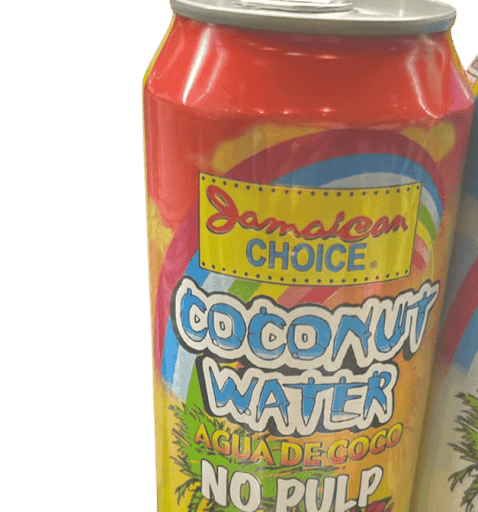 Jamaican
CHOICE®
COCONUT
WATER
AGUA DE COCO
NO PULP